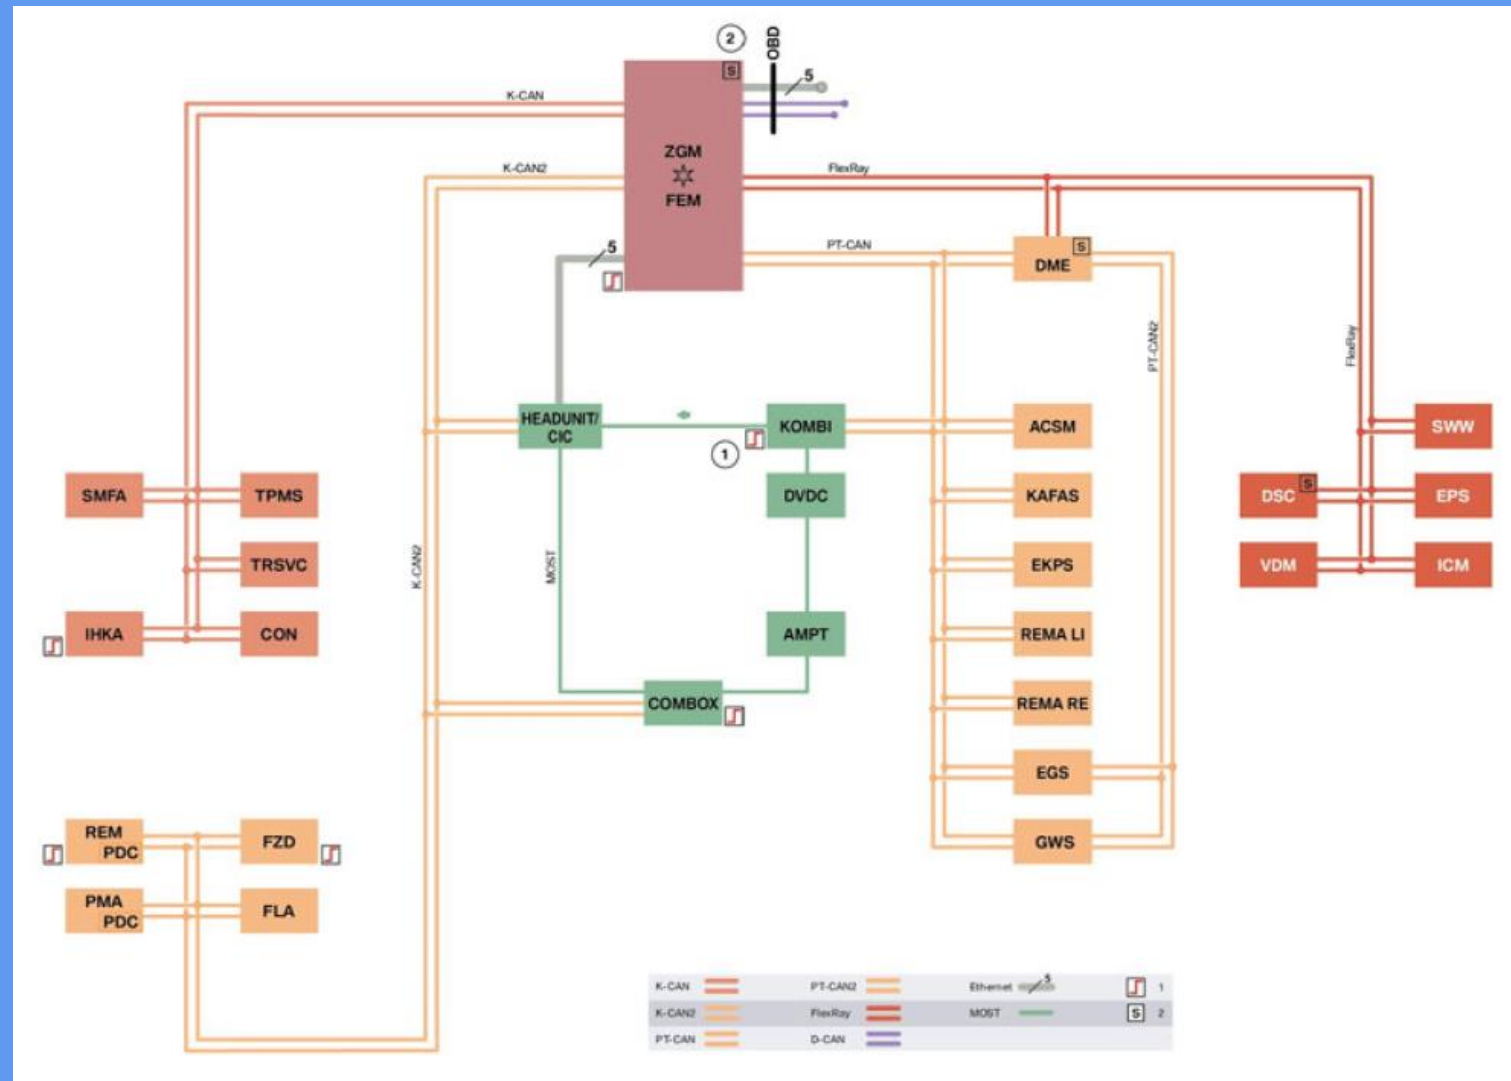 2
OBD
S
5
K-CAN
ZGM
FEM
K-CAN2
FlexRay
5
PT-CAN
S
DME
PT-CAN2
FlexRay
HEADUNIT/
CIC
KOMBI
1
ACSM
SWW
SMFA
TPMS
DVDC
KAFAS
DSC
S
EPS
K-CAN2
MOST
TRSVC
EKPS
VDM
ICM
IHKA
CON
AMPT
REMA LI
COMBOX
REMA RE
EGS
REM
PDC
FZD
GWS
PMA
PDC
FLA
K-CAN
PT-CAN2
Ethernet
5
1
K-CAN2
FlexRay
MOST
S
2
PT-CAN
D-CAN